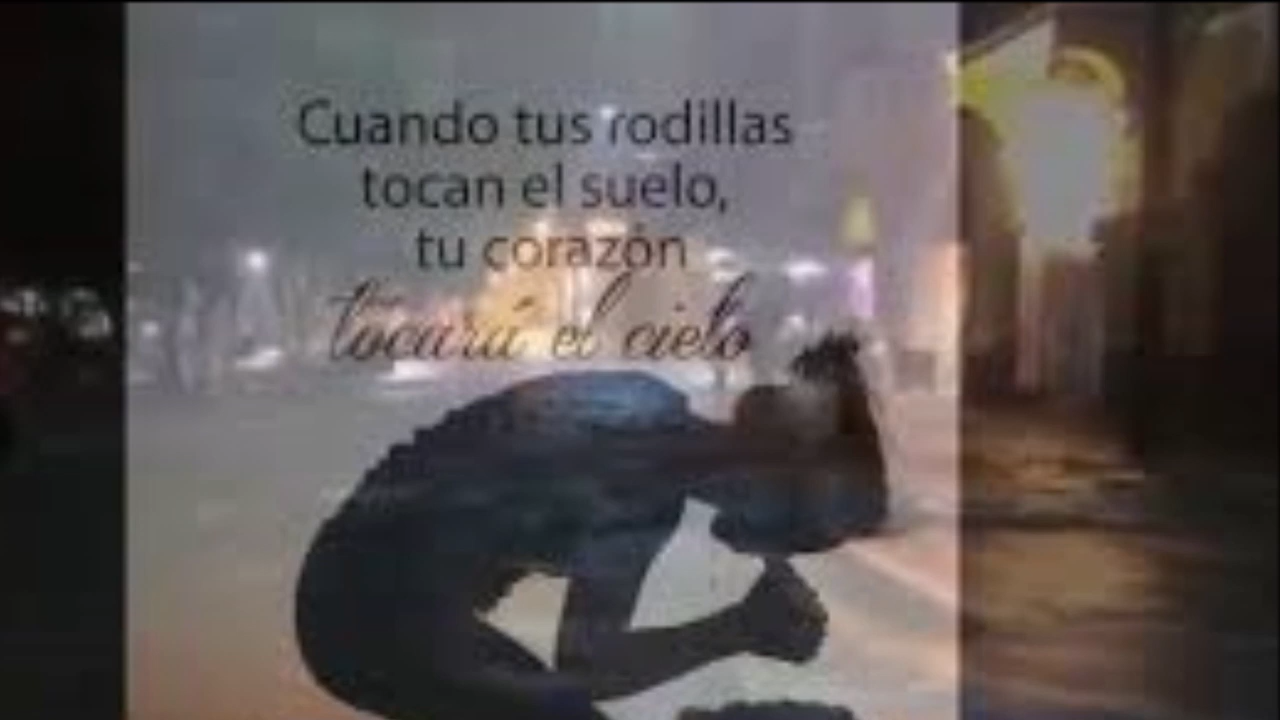 Cuando tus rodillas
tocan el suelo,
tu corazón
tocará el cielo